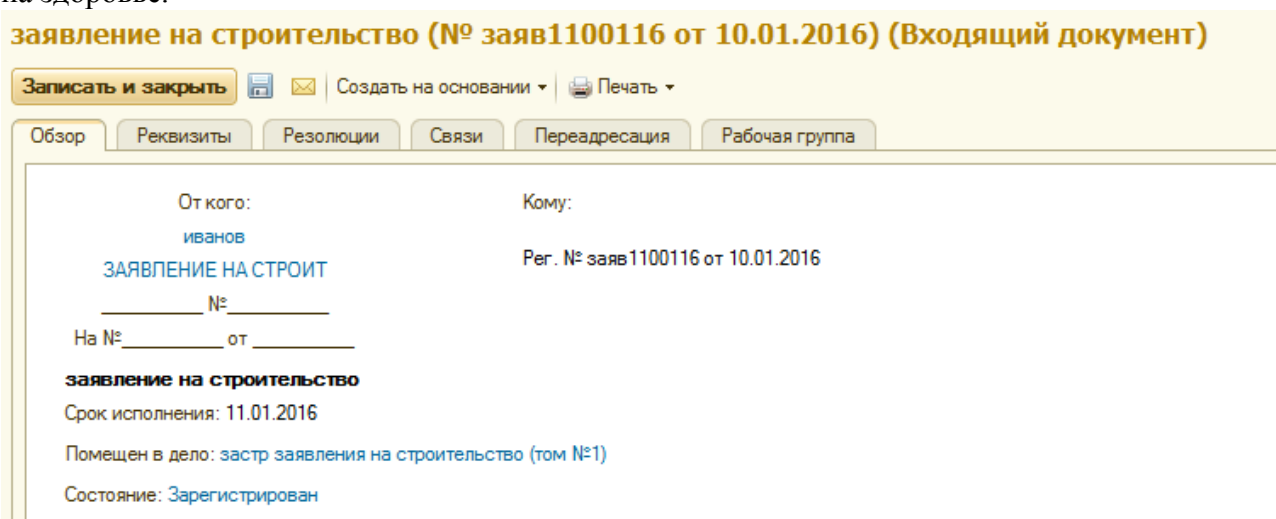 на здоровье.
заявление на строительство (№ заяв1100116 от 10.01.2016) (Входящий документ)
Записать и закрыть Создать на основании Печать
Обзор Реквизиты Резолюции Связи Переадресация Рабочая группа
От кого: Кому:
иванов
Рег. № заяв1100116 от 10.01.2016
ЗАЯВЛЕНИЕ НА СТРОИТ
__________ №__________
На №__________ от __________
заявление на строительство
Срок исполнения: 11.01.2016
Помещен в дело: застр заявления на строительство (том №1)
Состояние: Зарегистрирован